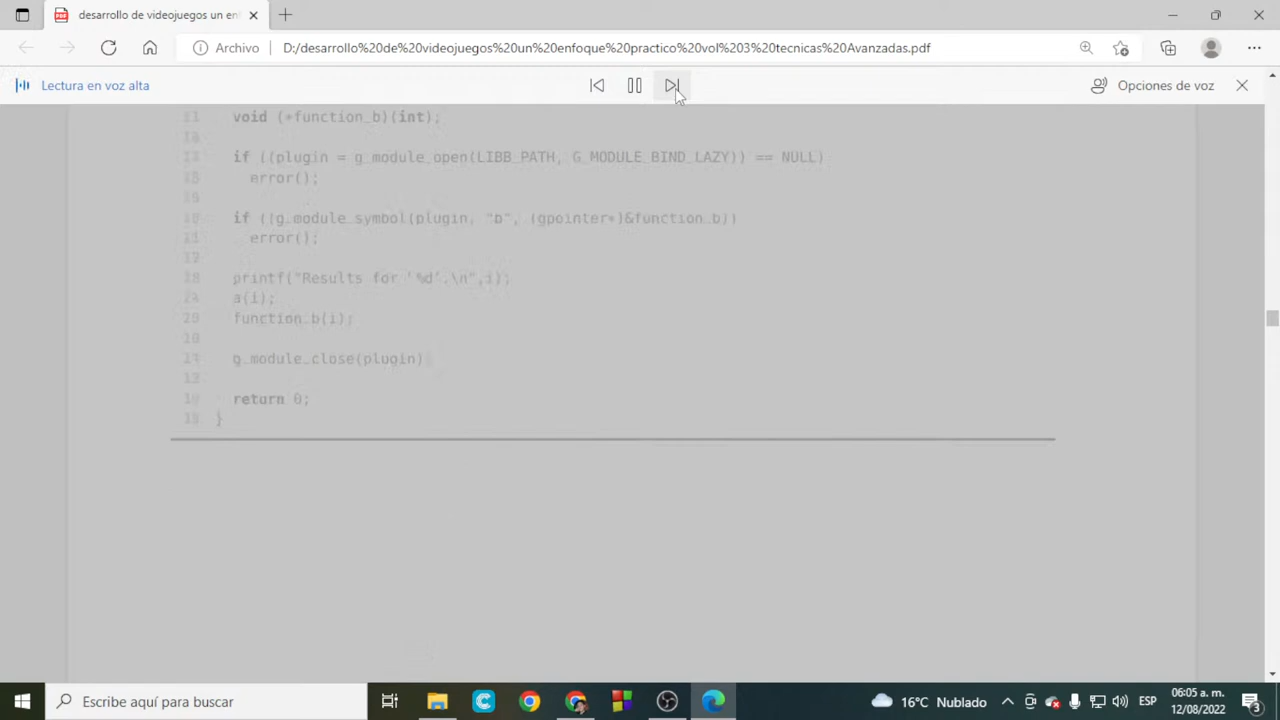 desarrollo de videojuegos un en
Archivo D:/desarrollo%20de%20videojuegos%20un%20enfoque%20practico%20vol%203%20tecnicas%20Avanzadas.pdf
Lectura en voz alta
Opciones de voz
void (*function_b)(int);
if ((plugin = g_module_open(LIBB_PATH, G_MODULE_BIND_LAZY)) == NULL)
error();
if (!g_module_symbol(plugin, "b", (gpointer*)&function_b))
error();
printf("Results for '%d'.\n",i);
a(i);
function_b(i);
g_module_close(plugin)
return 0;
}
Escribe aquí para buscar
16°C Nublado
ESP
06:05 a. m.
12/08/2022
3